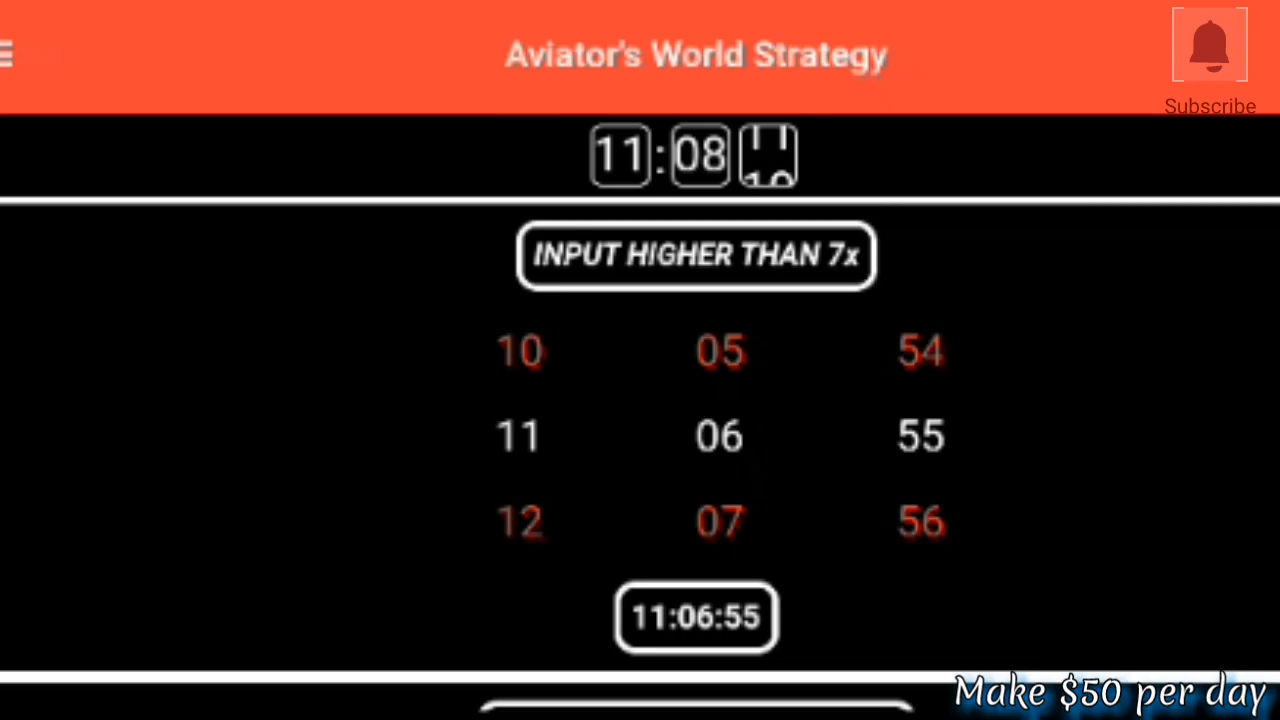 Aviator's World Strategy
Subscribe
11:08
INPUT HIGHER THAN 7x
10 05 54
11 06 55
12 07 56
11:06:55
Make $50 per day